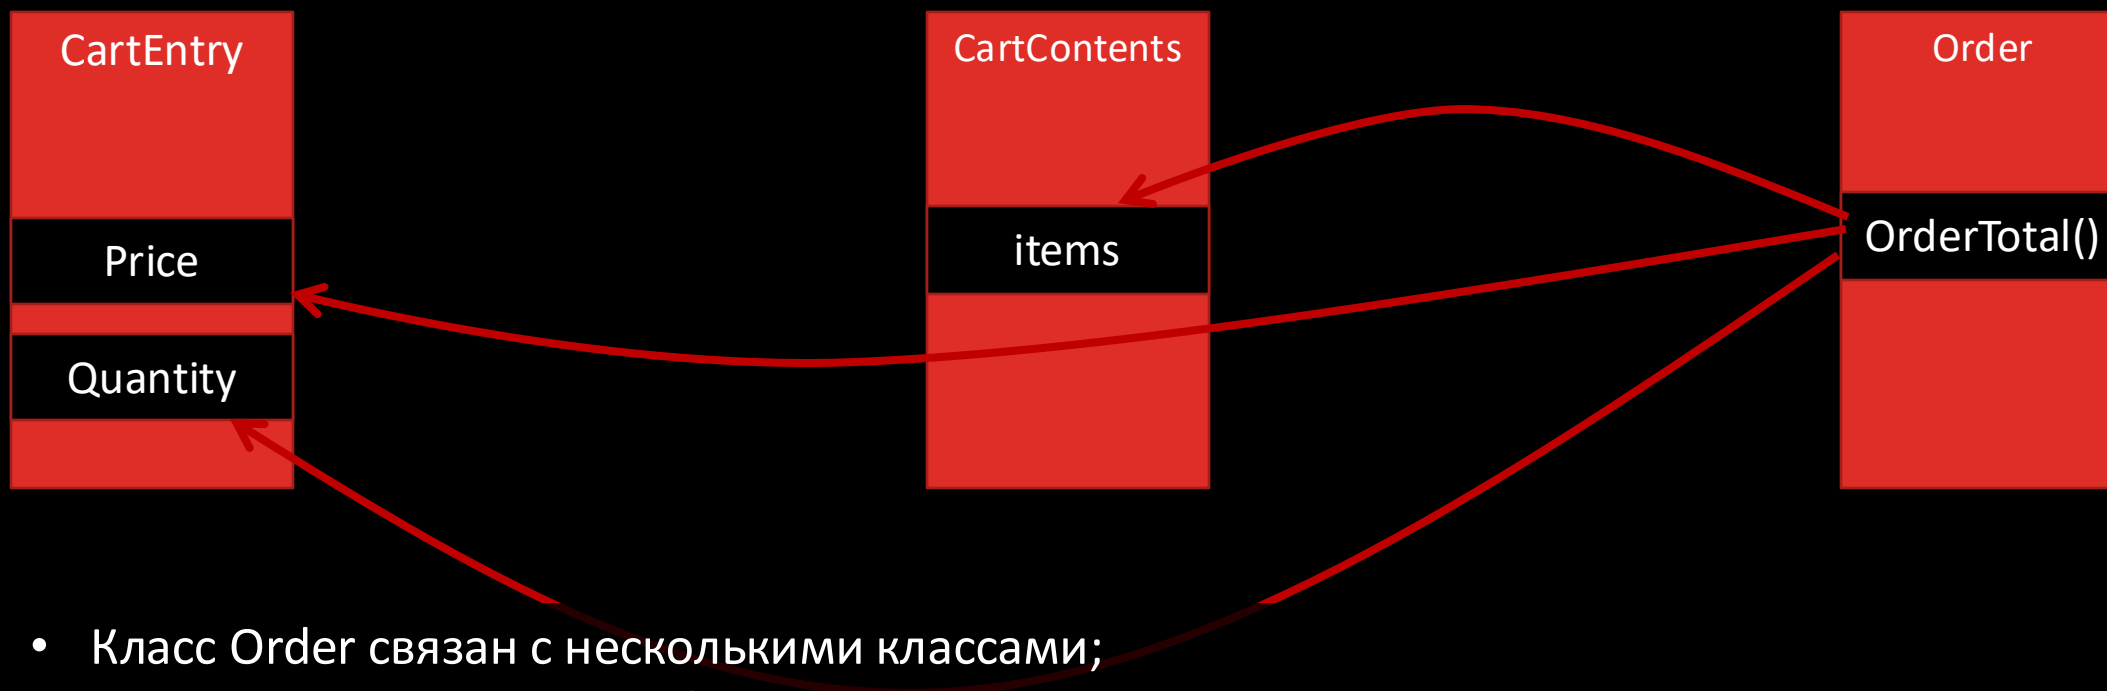 CartEntry
CartContents
Order
Price
items
OrderTotal()
Quantity
• Класс Order связан с несколькими классами;